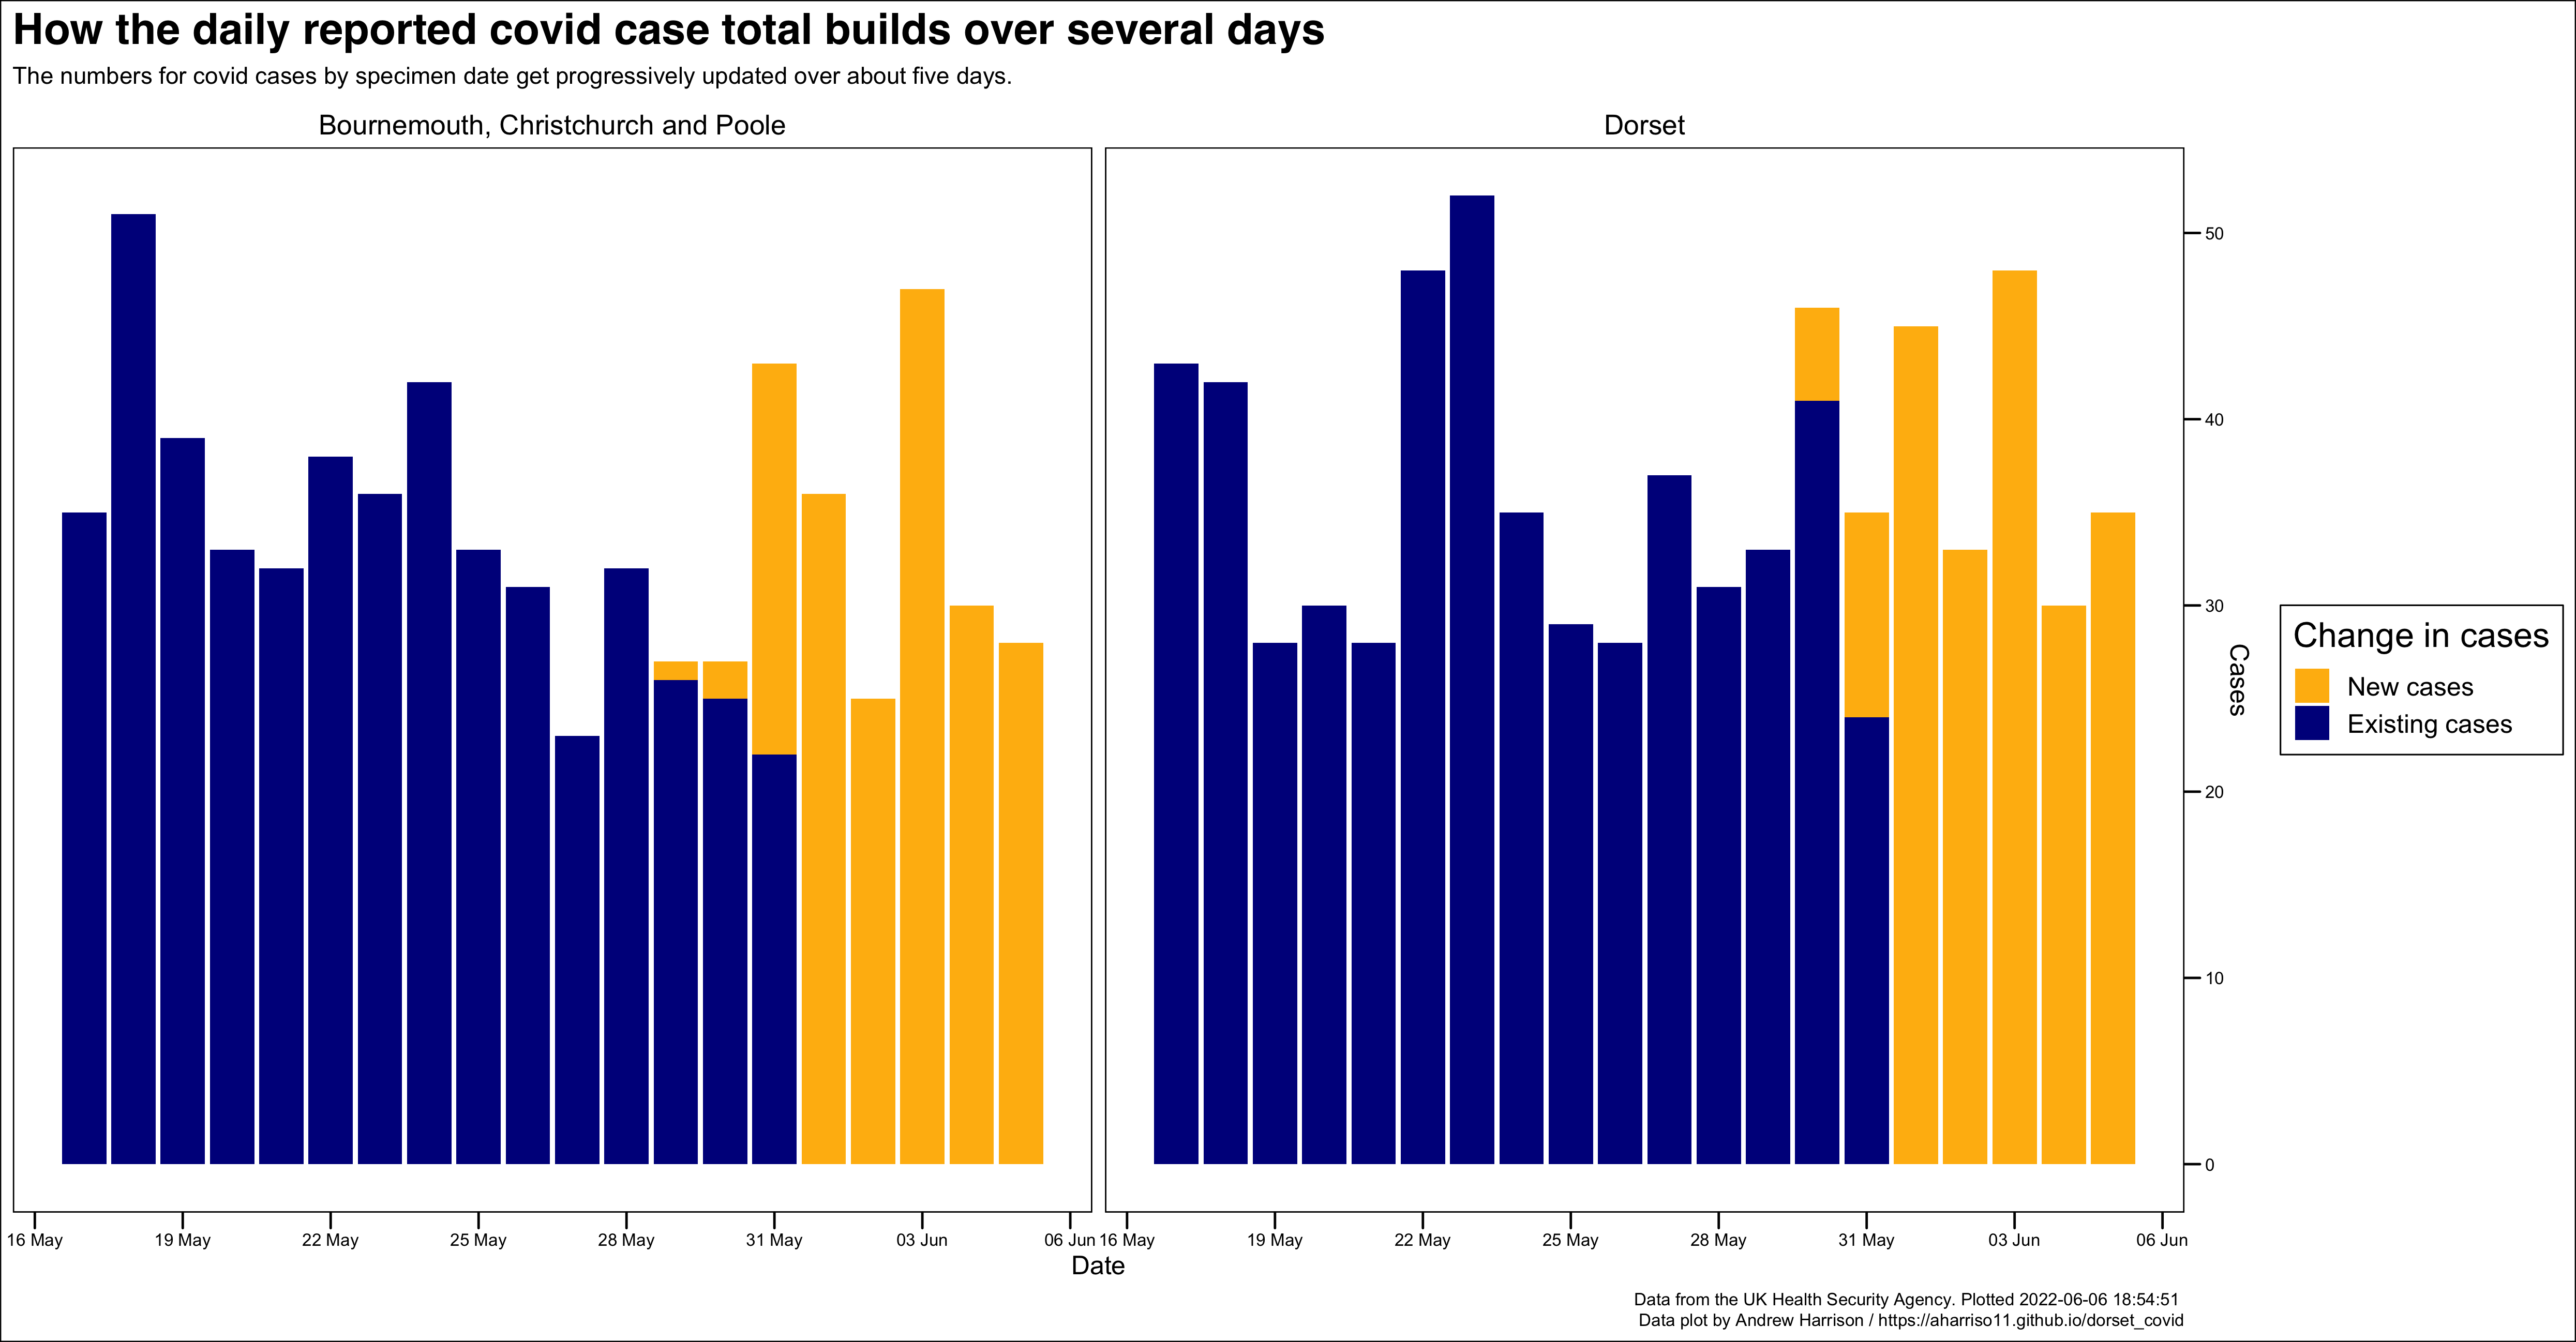 How the daily reported covid case total builds over several days
The numbers for covid cases by specimen date get progressively updated over about five days.
Bournemouth, Christchurch and Poole
Dorset
50
40
30
20
10
0
Cases
Change in cases
New cases
Existing cases
16 May 19 May 22 May 25 May 28 May 31 May 03 Jun 06 Jun 16 May 19 May 22 May 25 May 28 May 31 May 03 Jun 06 Jun
Date
Data from the UK Health Security Agency. Plotted 2022-06-06 18:54:51
Data plot by Andrew Harrison / https://aharriso11.github.io/dorset_covid